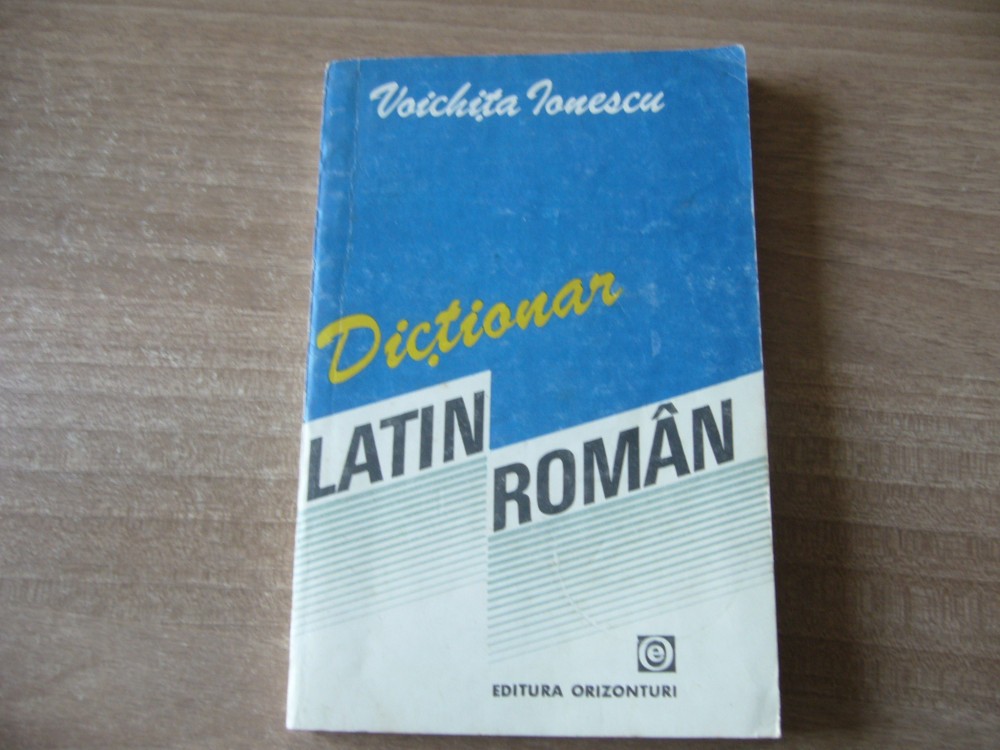 Voichița Ionescu
Dicționar
LATIN
ROMÂN
e
EDITURA ORIZONTURI